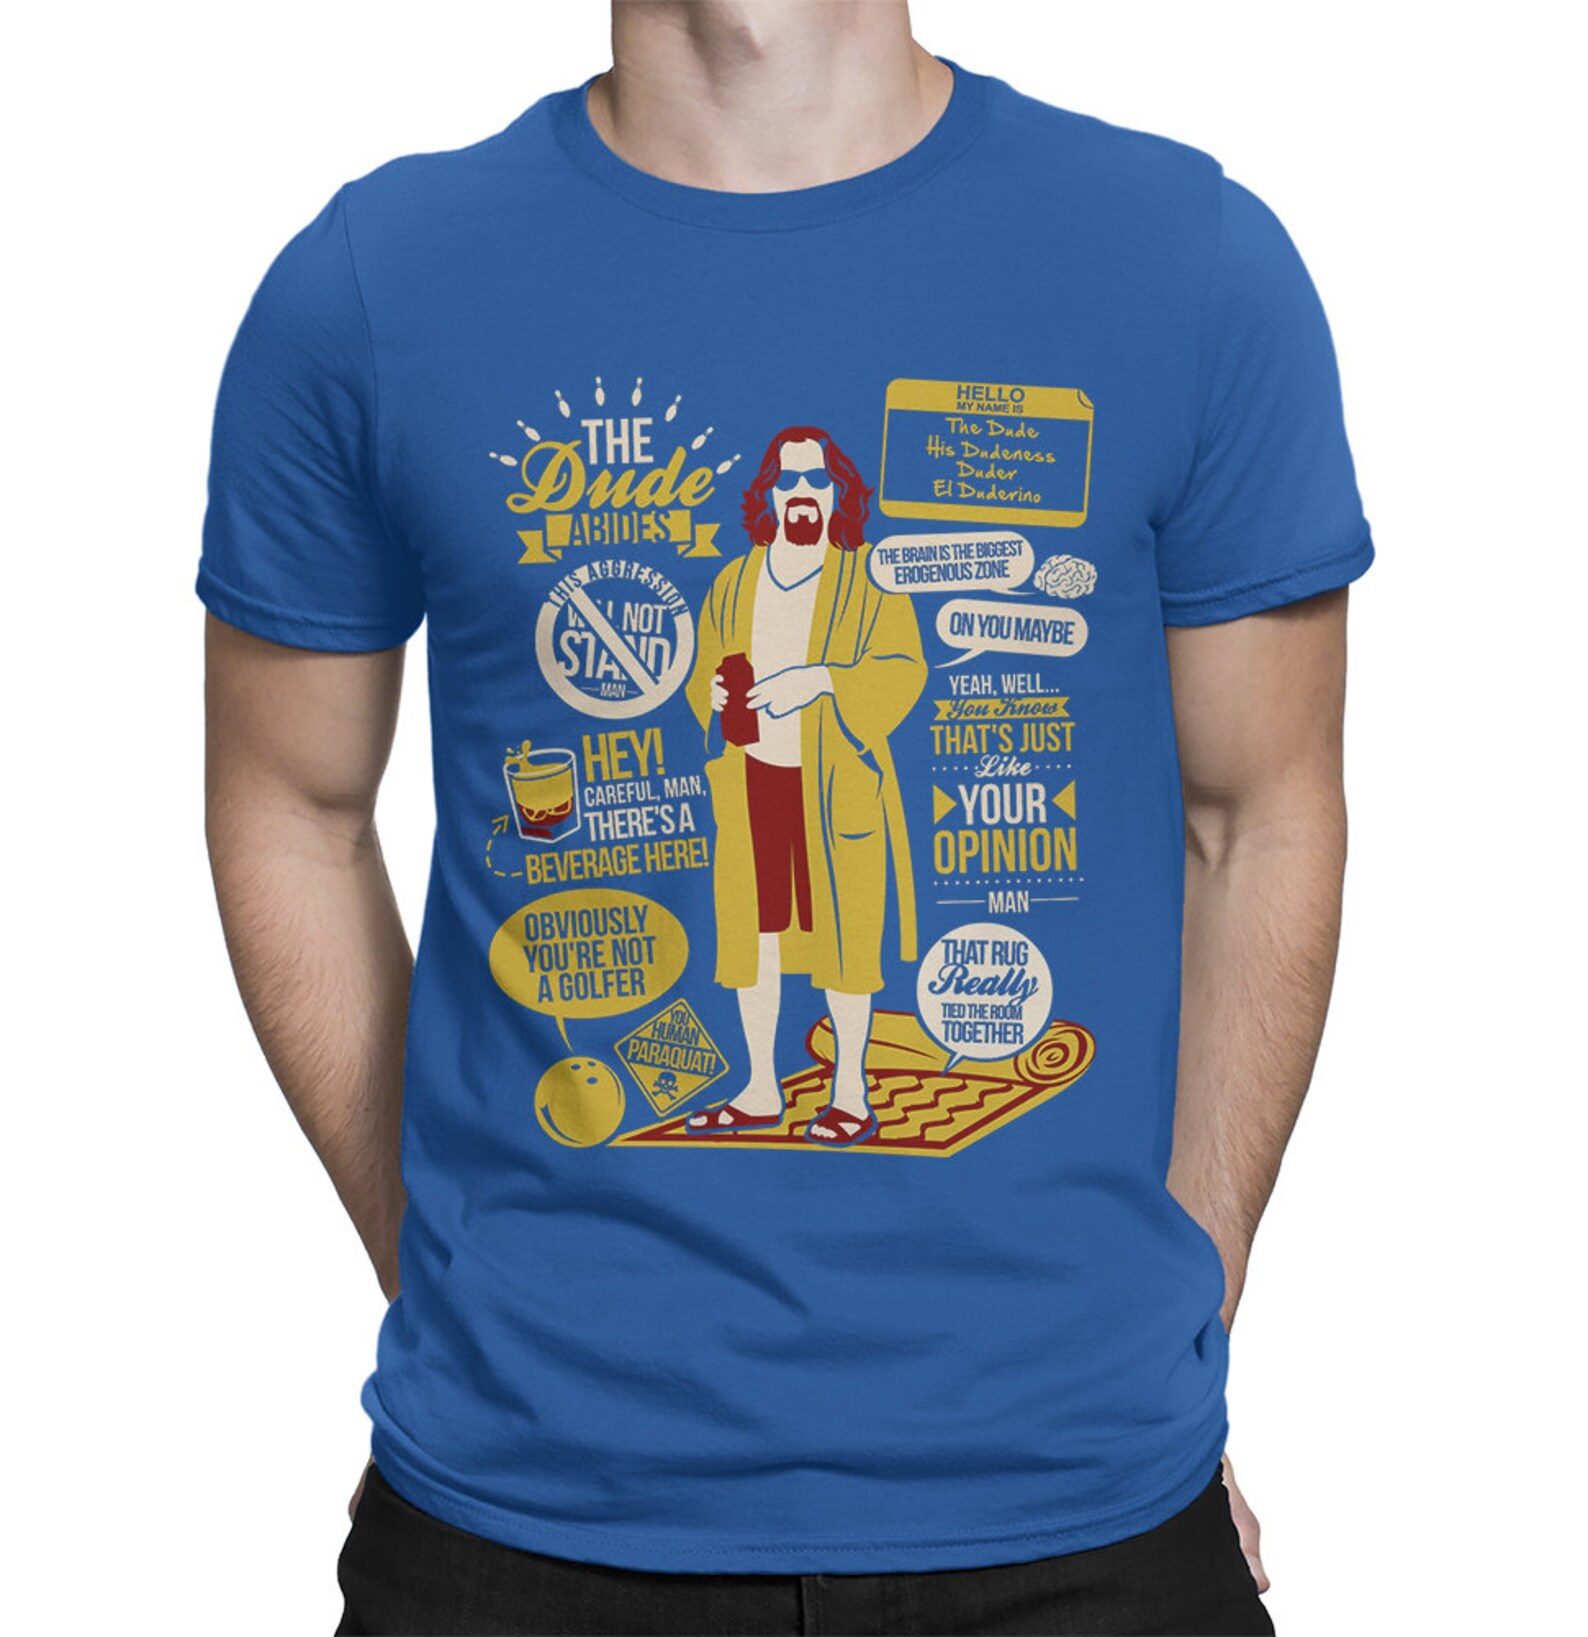 THE
Dude
ABIDES
THIS AGGRESSION
WILL NOT
STAND
MAN
HEY!
CAREFUL, MAN,
THERE'S A
BEVERAGE HERE!
OBVIOUSLY
YOU'RE NOT
A GOLFER
YOU
HUMAN
PARAQUAT!
HELLO
MY NAME IS
The Dude
His Dudeness
Duder
El Duderino
THE BRAIN IS THE BIGGEST
EROGENOUS ZONE
ON YOU MAYBE
YEAH, WELL...
You Know
THAT'S JUST
Like
YOUR
OPINION
MAN
THAT RUG
Really
TIED THE ROOM
TOGETHER